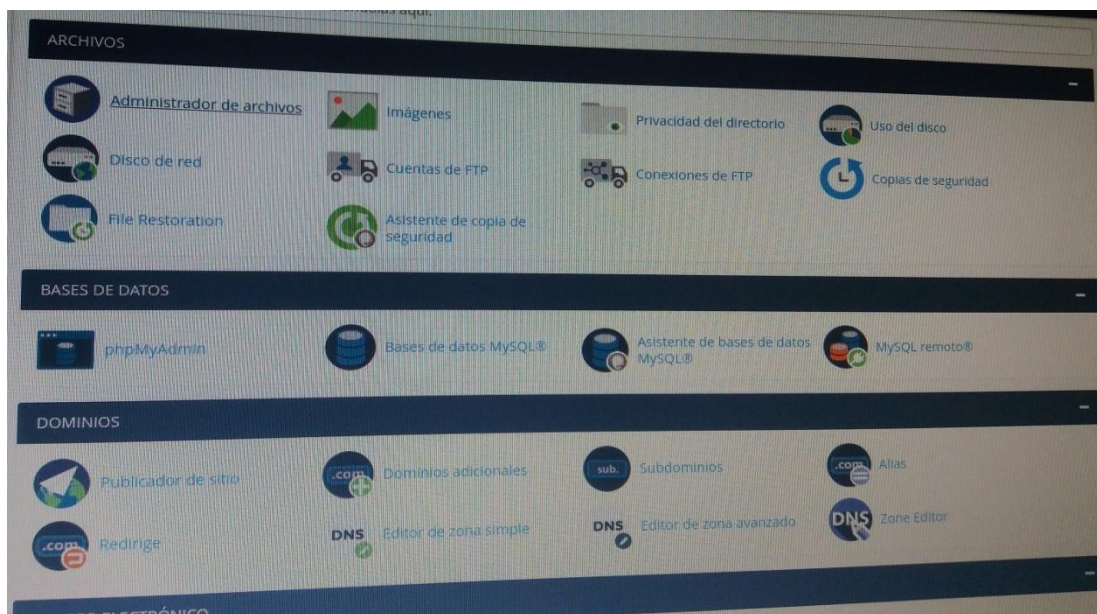 aquí.
ARCHIVOS
Administrador de archivos
Imágenes
Privacidad del directorio
Uso del disco
Disco de red
Cuentas de FTP
Conexiones de FTP
Copias de seguridad
File Restoration
Asistente de copia de
seguridad
BASES DE DATOS
phpMyAdmin
Bases de datos MySQL®
Asistente de bases de datos
MySQL®
MySQL remoto®
DOMINIOS
Publicador de sitio
.com
Dominios adicionales
sub.
Subdominios
.com
Alias
.com
Redirige
DNS
Editor de zona simple
DNS
Editor de zona avanzado
DNS
Zone Editor
ELECTRÓNICO